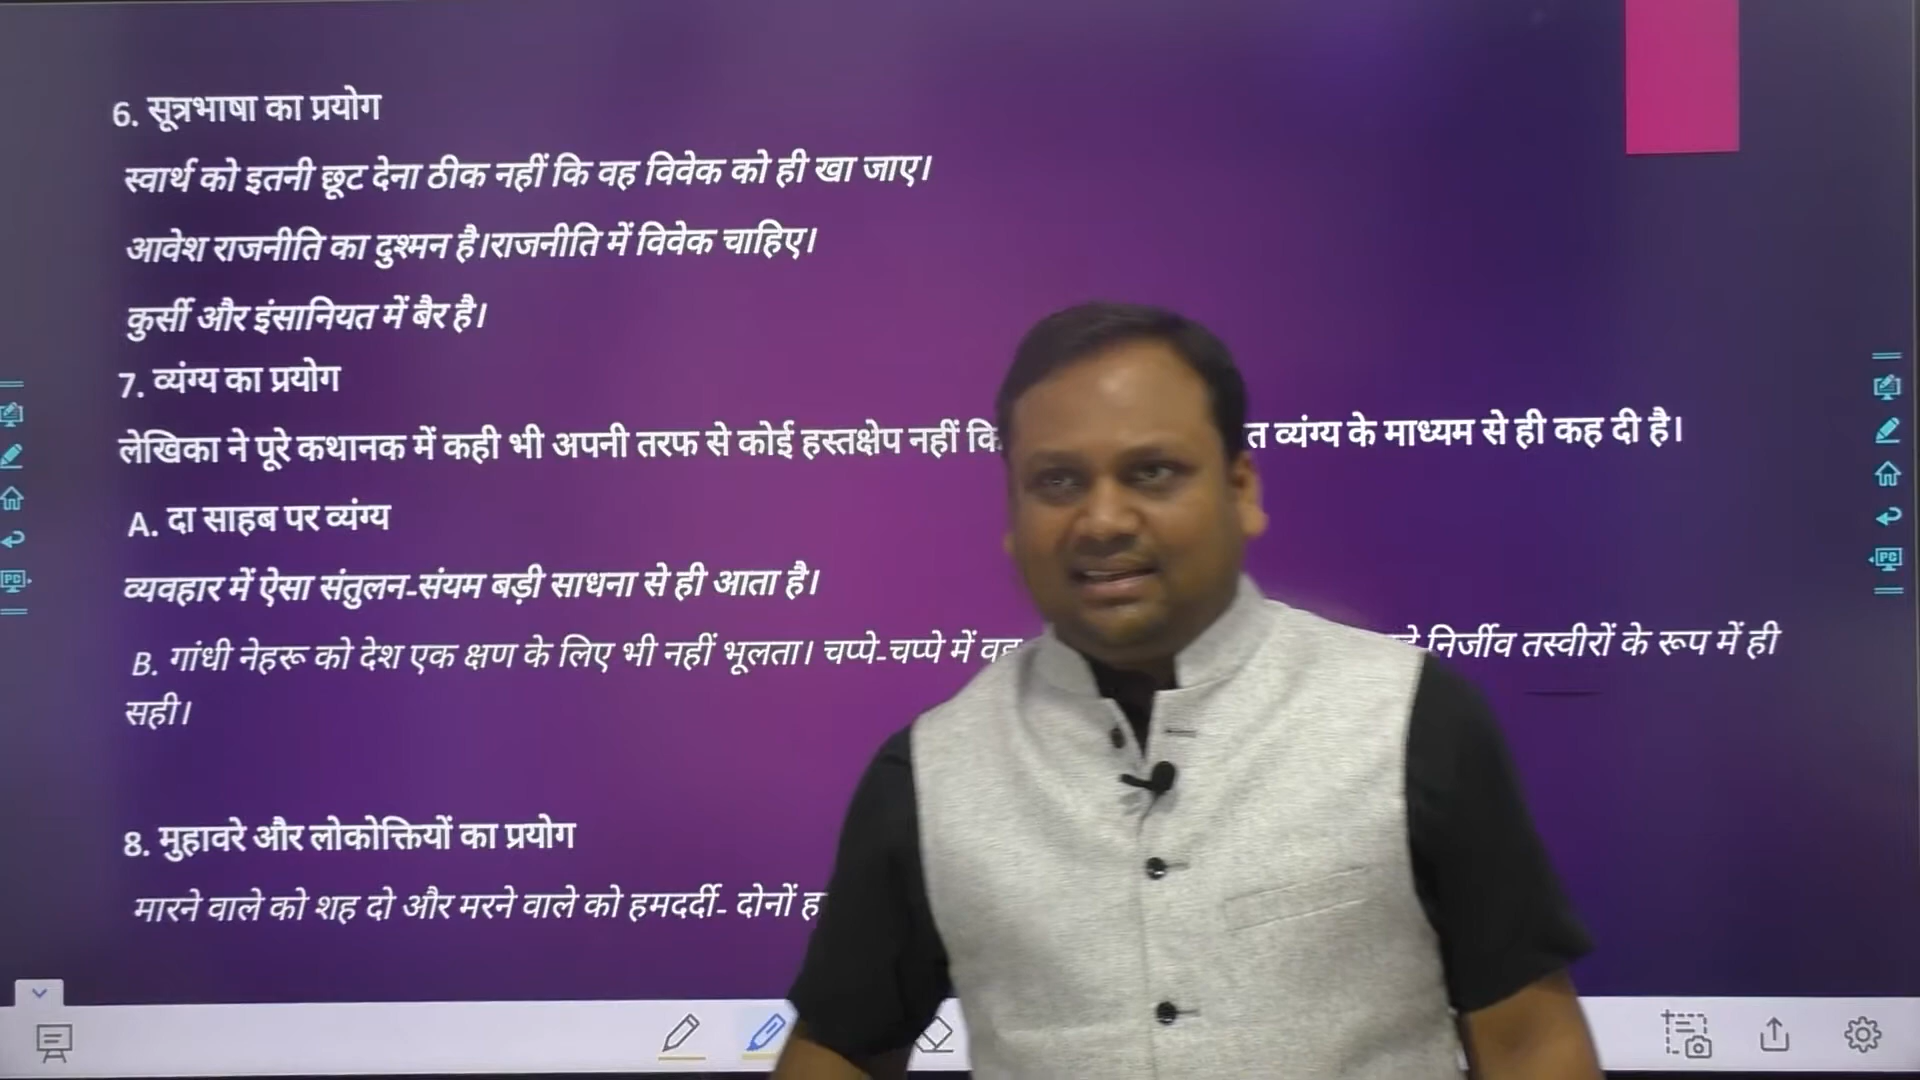 6. सूत्रभाषा का प्रयोग
स्वार्थ को इतनी छूट देना ठीक नहीं कि वह विवेक को ही खा जाए।
आवेश राजनीति का दुश्मन है।राजनीति में विवेक चाहिए।
कुर्सी और इंसानियत में बैर है।
7. व्यंग्य का प्रयोग
लेखिका ने पूरे कथानक में कही भी अपनी तरफ से कोई हस्तक्षेप नहीं व्यंग्य के माध्यम से ही कह दी है।
A. दा साहब पर व्यंग्य
व्यवहार में ऐसा संतुलन-संयम बड़ी साधना से ही आता है।
B. गांधी नेहरू को देश एक क्षण के लिए भी नहीं भूलता। चप्पे-चप्पे में निर्जीव तस्वीरों के रूप में ही
सही।
8. मुहावरे और लोकोक्तियों का प्रयोग
मारने वाले को शह दो और मरने वाले को हमदर्दी- दोनों
PC
PC